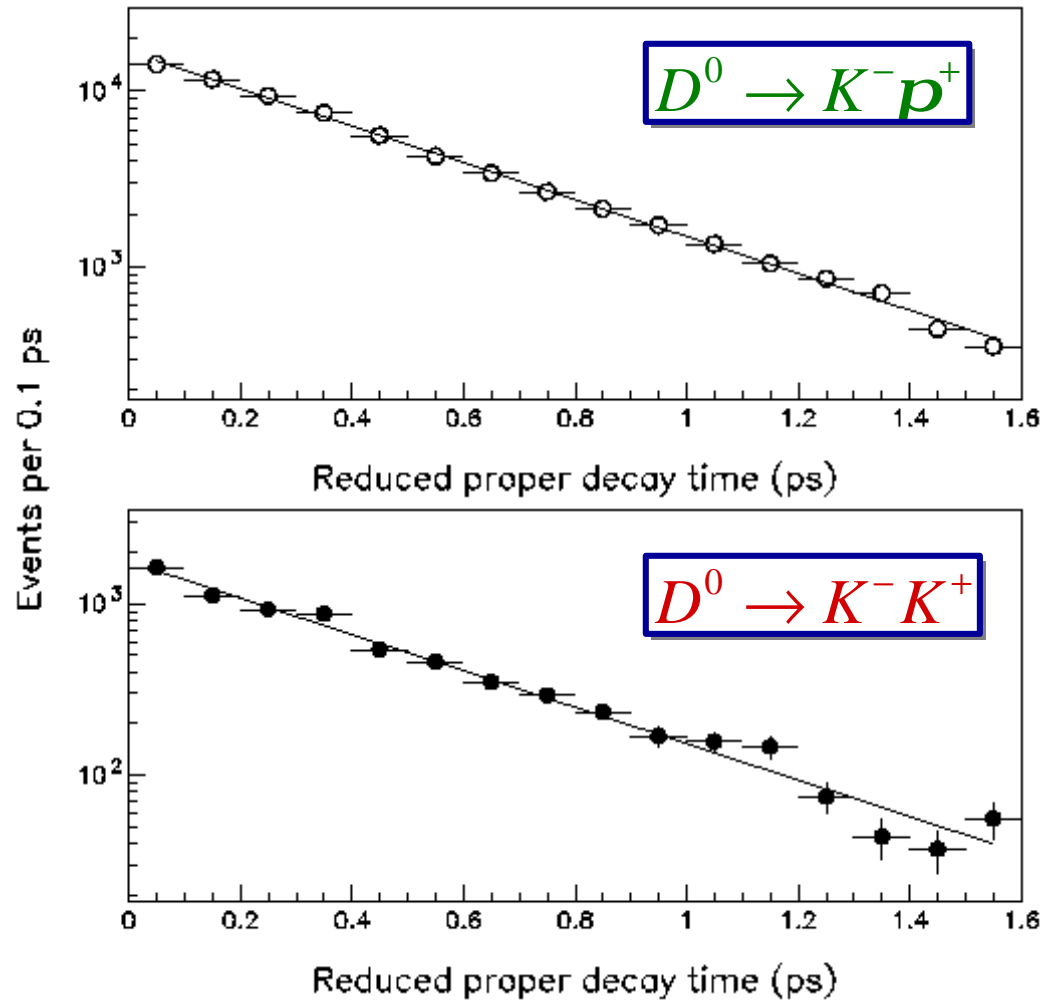 D⁰ → K⁻ p⁺
10⁴
10³
0 0.2 0.4 0.6 0.8 1 1.2 1.4 1.6
Reduced proper decay time (ps)
Events per 0.1 ps
D⁰ → K⁻ K⁺
10³
10²
0 0.2 0.4 0.6 0.8 1 1.2 1.4 1.6
Reduced proper decay time (ps)